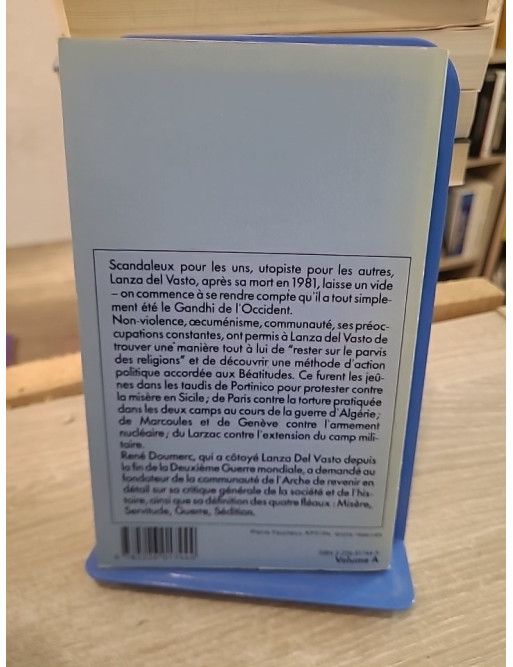 Scandaleux pour les uns, utopiste pour les autres,
Lanza del Vasto, après sa mort en 1981, laisse un vide
– on commence à se rendre compte qu'il a tout simple-
ment été le Gandhi de l'Occident.
Non-violence, œcuménisme, communauté, ses préoc-
cupations constantes, ont permis à Lanza del Vasto de
trouver une manière tout à lui de "rester sur le parvis
des religions" et de découvrir une méthode d'action
politique accordée aux Béatitudes. Ce furent les jeû-
nes dans les taudis de Portinico pour protester contre
la misère en Sicile; de Paris contre la torture pratiquée
dans les deux camps au cours de la guerre d'Algérie;
de Marcoules et de Genève contre l'armement
nucléaire; du Larzac contre l'extension du camp mili-
taire.
René Doumerc, qui a côtoyé Lanza Del Vasto depuis
la fin de la Deuxième Guerre mondiale, a demandé au
fondateur de la communauté de l'Arche de revenir en
détail sur sa critique générale de la société et de l'his-
toire, ainsi que sa définition des quatre fléaux : Misère,
Servitude, Guerre, Sédition.
Volume A